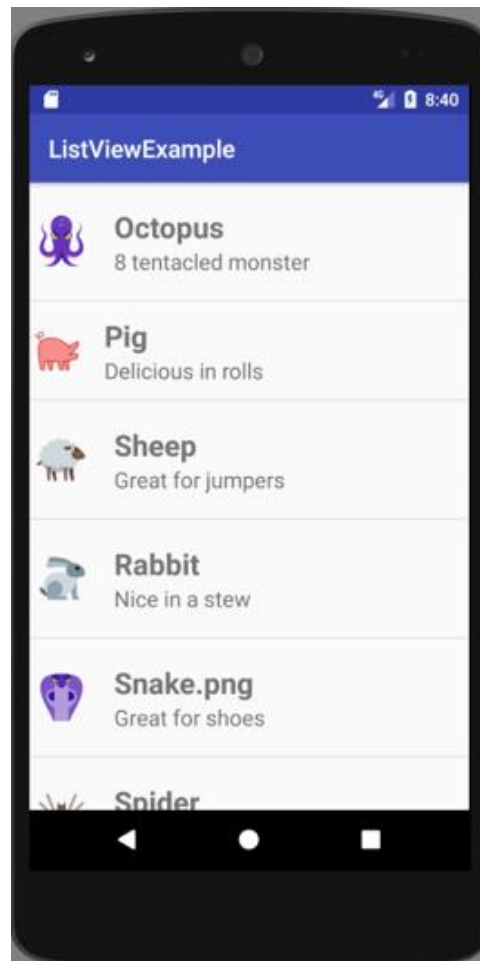 4G 8:40
ListViewExample
Octopus
8 tentacled monster
Pig
Delicious in rolls
Sheep
Great for jumpers
Rabbit
Nice in a stew
Snake.png
Great for shoes
Spider